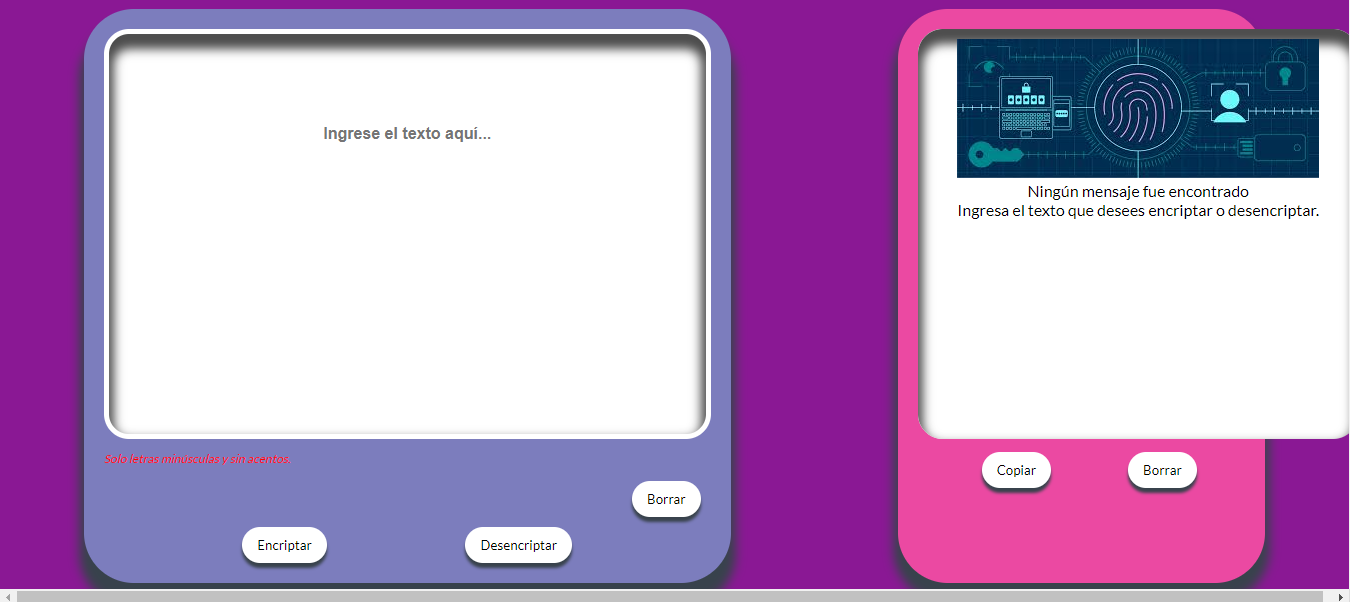 Ingrese el texto aquí...
Solo letras minúsculas y sin acentos.
Borrar
Encriptar
Desencriptar
Ningún mensaje fue encontrado
Ingresa el texto que desees encriptar o desencriptar.
Copiar
Borrar